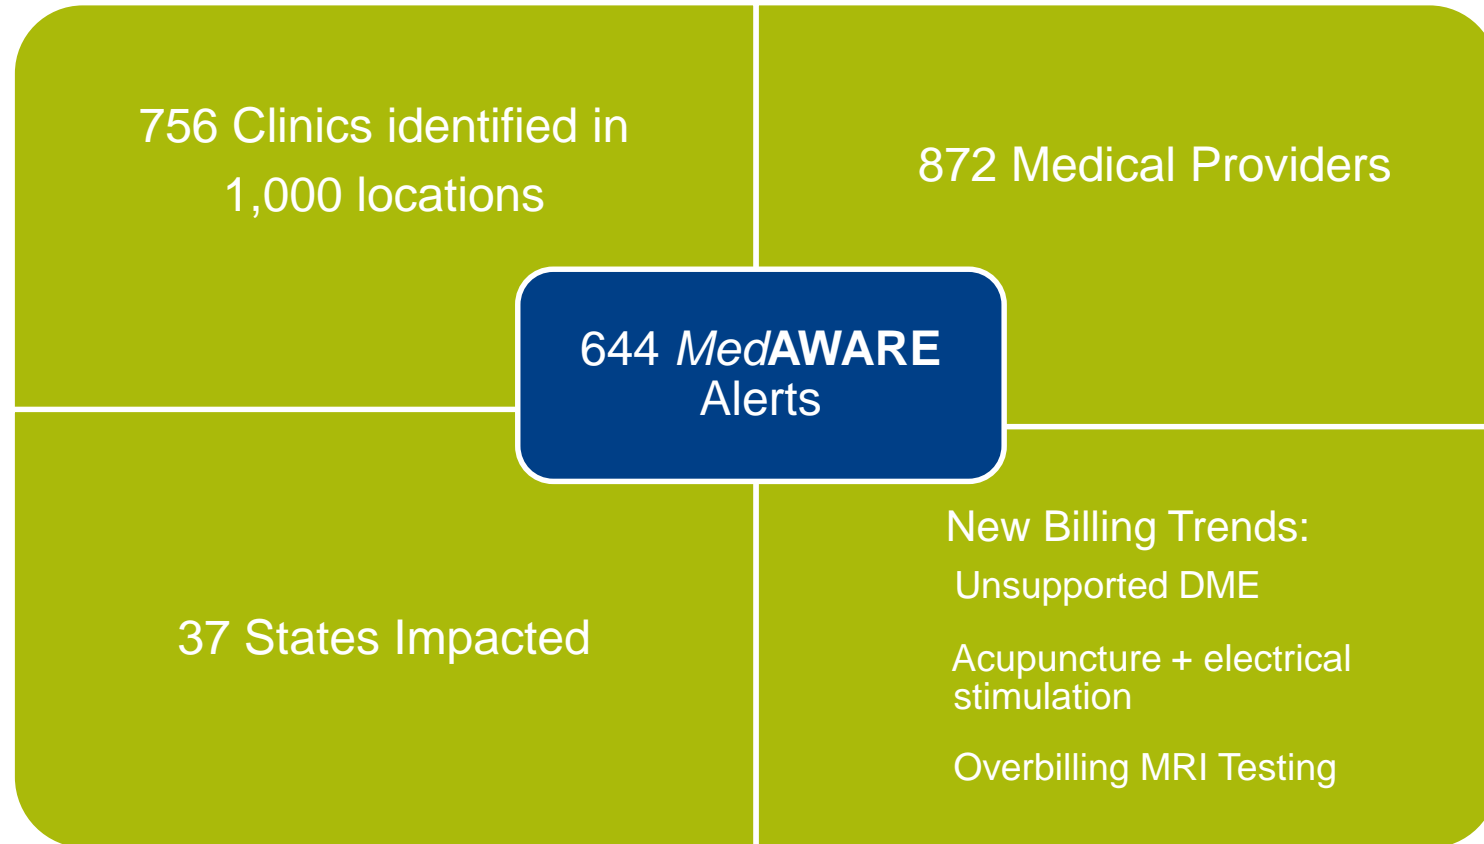 756 Clinics identified in
1,000 locations
872 Medical Providers
644 MedAWARE
Alerts
37 States Impacted
New Billing Trends:
Unsupported DME
Acupuncture + electrical
stimulation
Overbilling MRI Testing